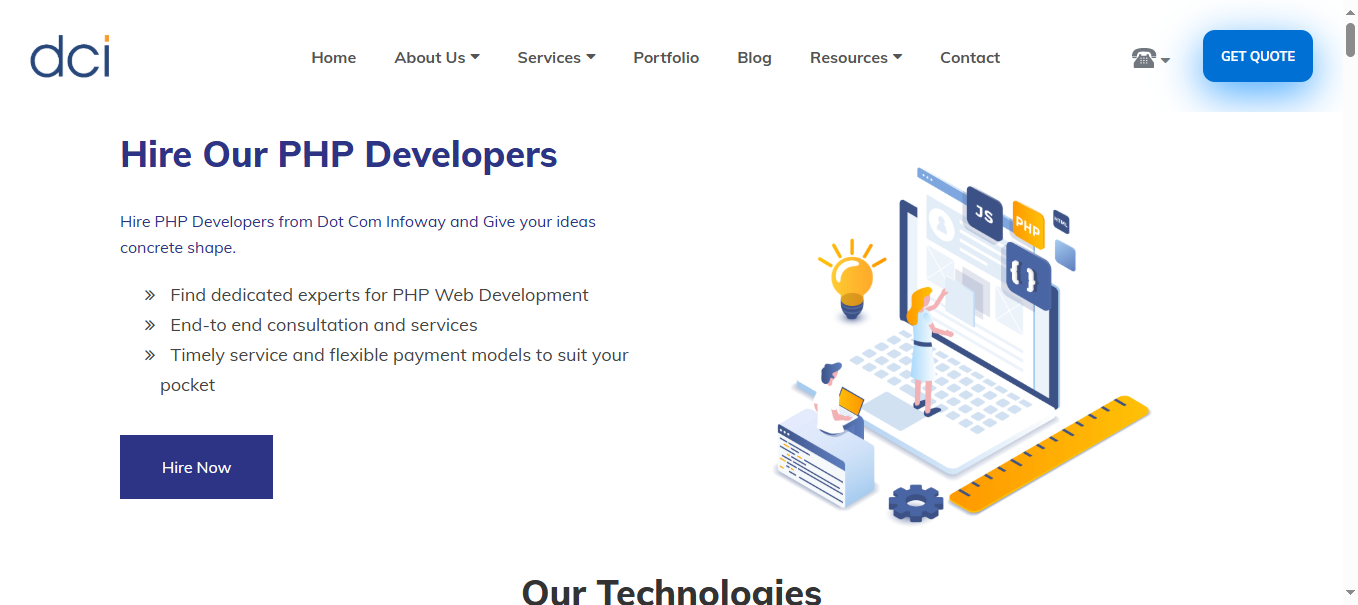 dci
Home
About Us
Services
Portfolio
Blog
Resources
Contact
GET QUOTE
Hire Our PHP Developers
Hire PHP Developers from Dot Com Infoway and Give your ideas
concrete shape.
» Find dedicated experts for PHP Web Development
» End-to end consultation and services
» Timely service and flexible payment models to suit your
pocket
Hire Now
JS
PHP
HTML
{ }
Our Technologies